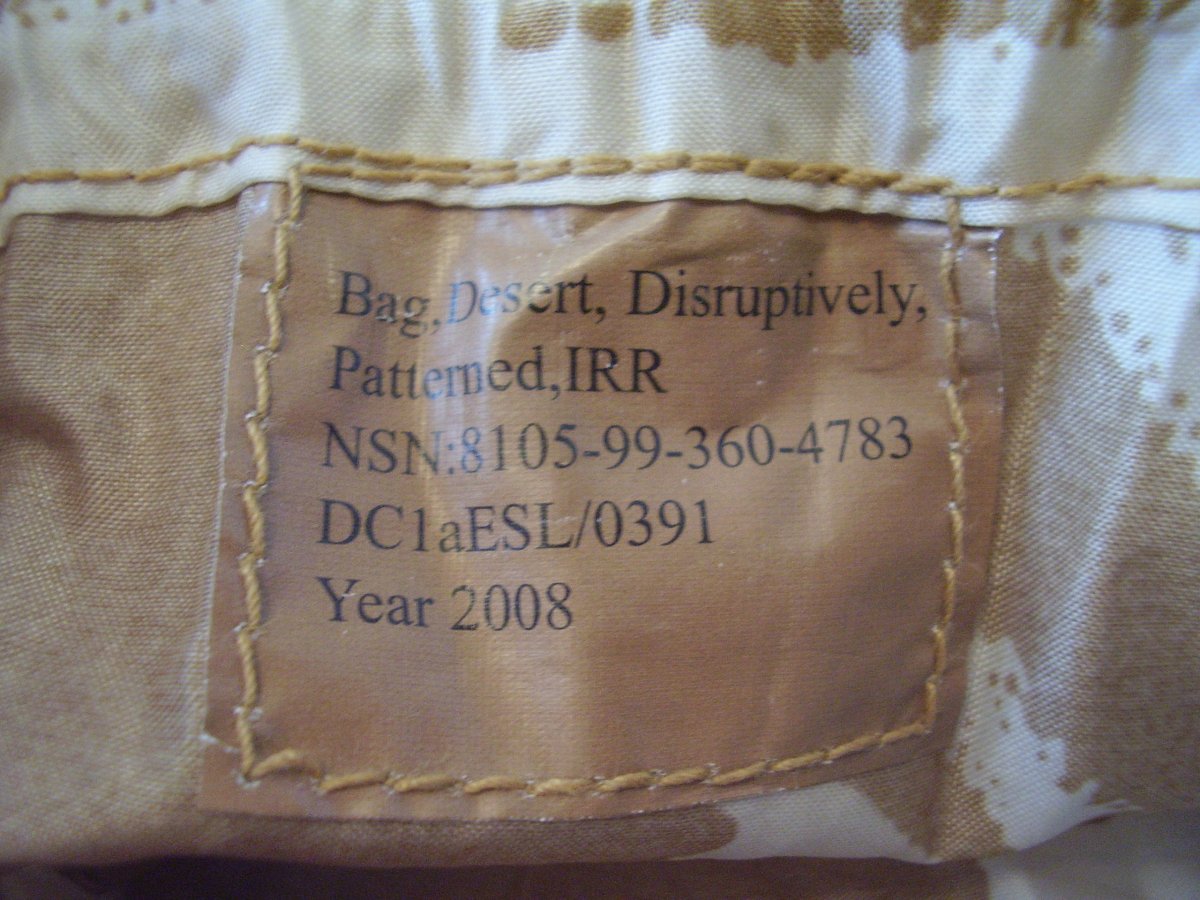 Bag,Desert, Disruptively,
Patterned,IRR
NSN:8105-99-360-4783
DC1aESL/0391
Year 2008